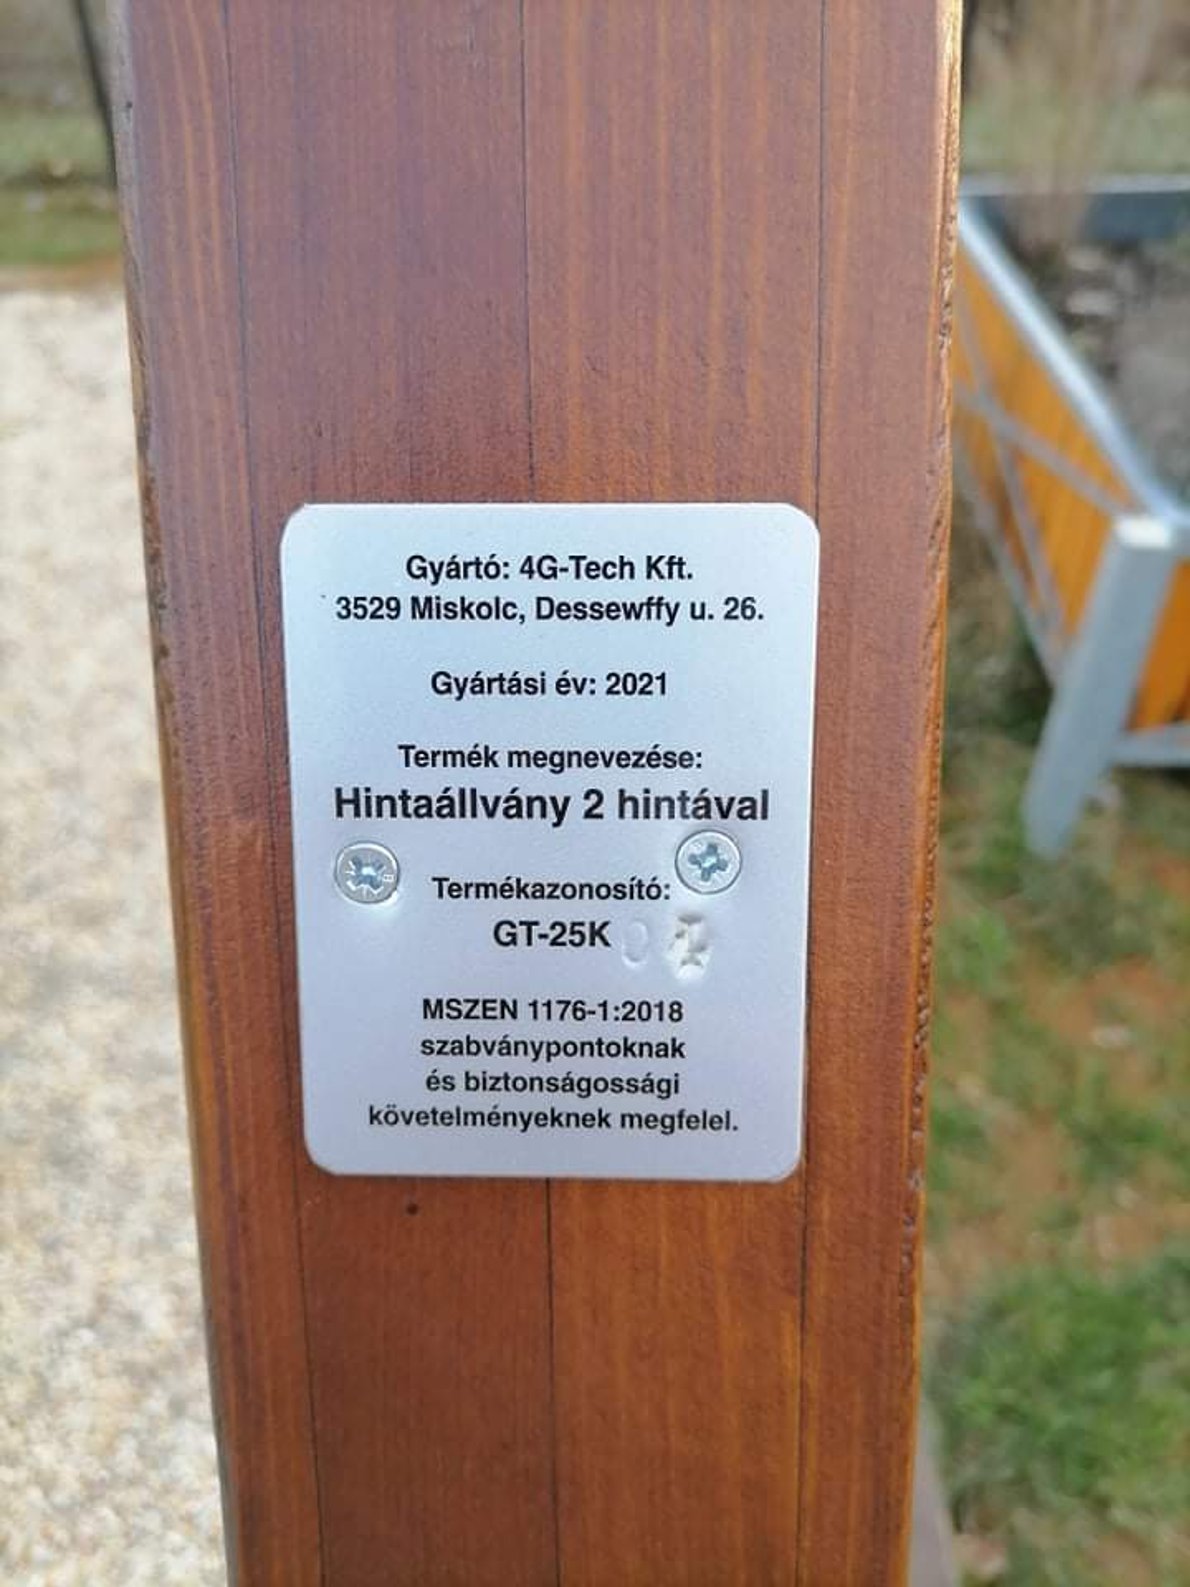 Gyártó: 4G-Tech Kft.
3529 Miskolc, Dessewffy u. 26.
Gyártási év: 2021
Termék megnevezése:
Hintaállvány 2 hintával
Termékazonosító:
GT-25K
MSZEN 1176-1:2018
szabványpontoknak
és biztonságossági
követelményeknek megfelel.